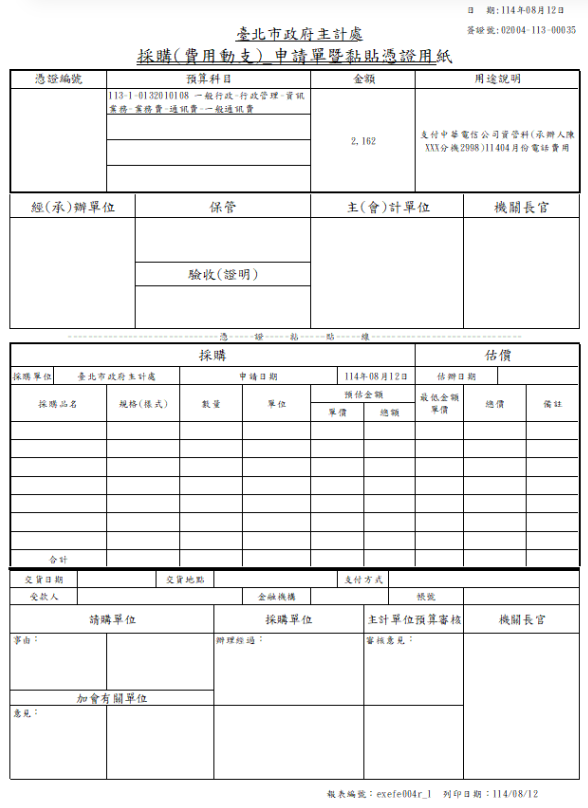 日 期:114年08月12日
臺北市政府主計處
簽證號:02004-113-00035
採購(費用動支)_申請單暨黏貼憑證用紙
憑證編號 預算科目 金額 用途說明
113-1-0132010108 一般行政-行政管理-資訊
業務-業務費-通訊費-一般通訊費
2,162
支付中華電信公司資管科(承辦人陳
XXX分機2998)11404月份電話費用
經(承)辦單位 保管 主(會)計單位 機關長官
驗收(證明)
憑-----證-----黏-----貼-----線
採購 估價
採購單位 臺北市政府主計處 申請日期 114年08月12日 估辦日期
採購品名 規格(樣式) 數量 單位 預估金額 最低金額 總價 備註
單價 總額 單價
合計
交貨日期 交貨地點 支付方式
受款人 金融機構 帳號
請購單位 採購單位 主計單位預算審核 機關長官
事由： 辦理經過： 審核意見：
加會有關單位
意見：
報表編號：exefe004r_1 列印日期：114/08/12